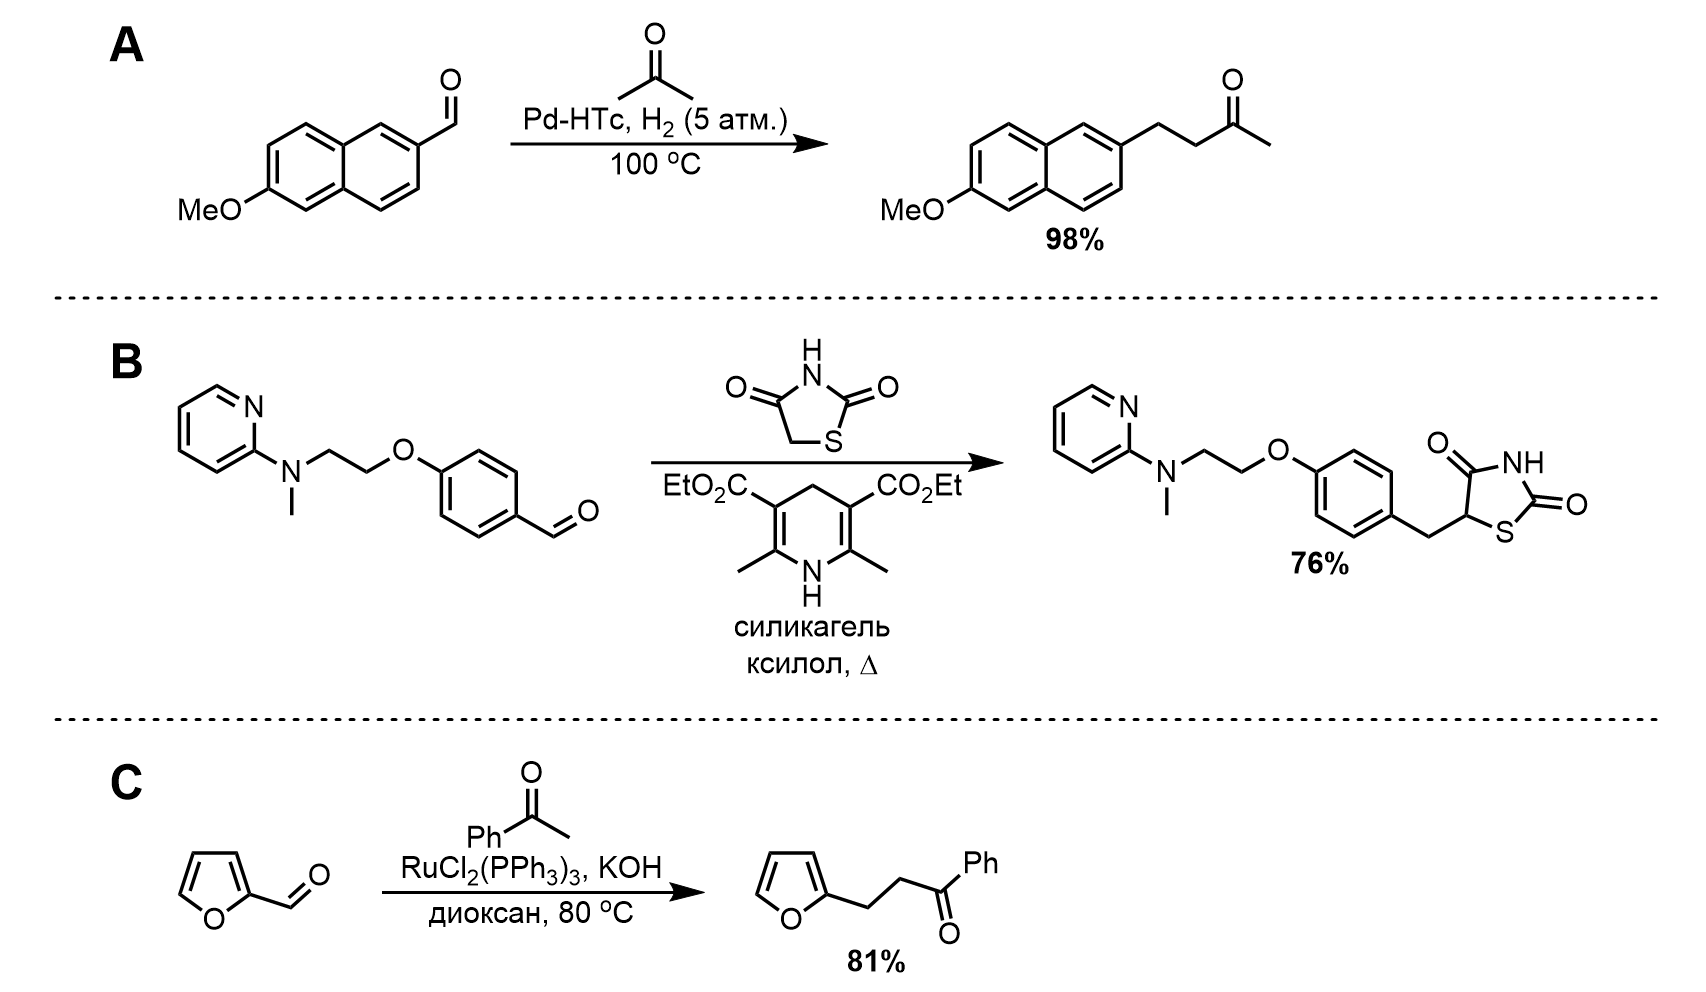 A
O
O
Pd-HTc, H₂ (5 атм.)
100 °C
MeO
O
MeO
98%
B
N
N
O
O
H
N
O
O
S
EtO₂C
CO₂Et
N
H
силикагель
ксилол, Δ
N
N
O
O
NH
O
S
76%
C
O
O
O
Ph
RuCl₂(PPh₃)₃, KOH
диоксан, 80 °C
O
Ph
O
81%